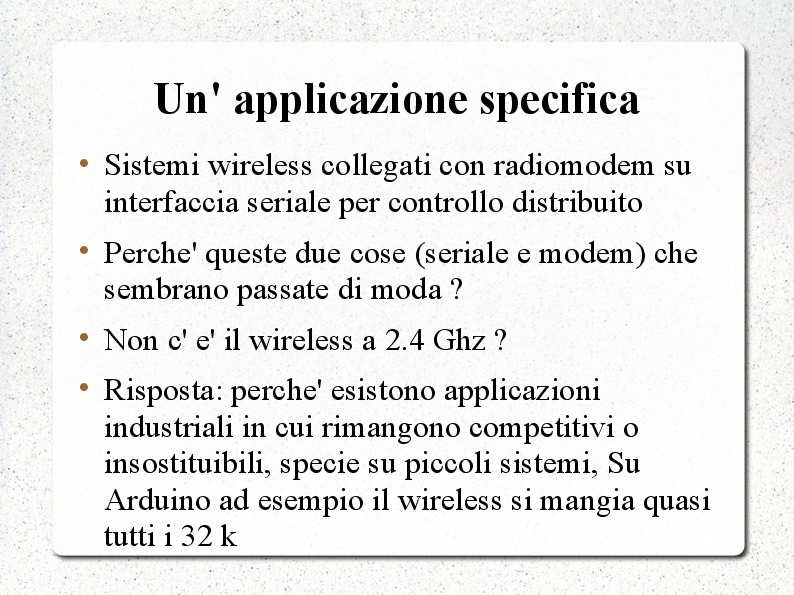 Un' applicazione specifica
Sistemi wireless collegati con radiomodem su
interfaccia seriale per controllo distribuito
Perche' queste due cose (seriale e modem) che
sembrano passate di moda ?
Non c' e' il wireless a 2.4 Ghz ?
Risposta: perche' esistono applicazioni
industriali in cui rimangono competitivi o
insostituibili, specie su piccoli sistemi, Su
Arduino ad esempio il wireless si mangia quasi
tutti i 32 k